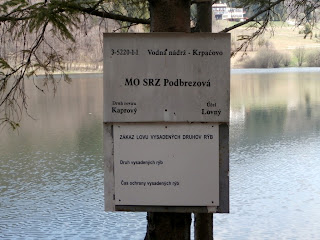 3-5220-1-1 Vodná nádrž - Krpáčovo
MO SRZ Podbrezová
Druh revíru Účel
Kaprový Lovný
ZÁKAZ LOVU VYSADENÝCH DRUHOV RÝB
Druh vysadených rýb
Čas ochrany vysadených rýb